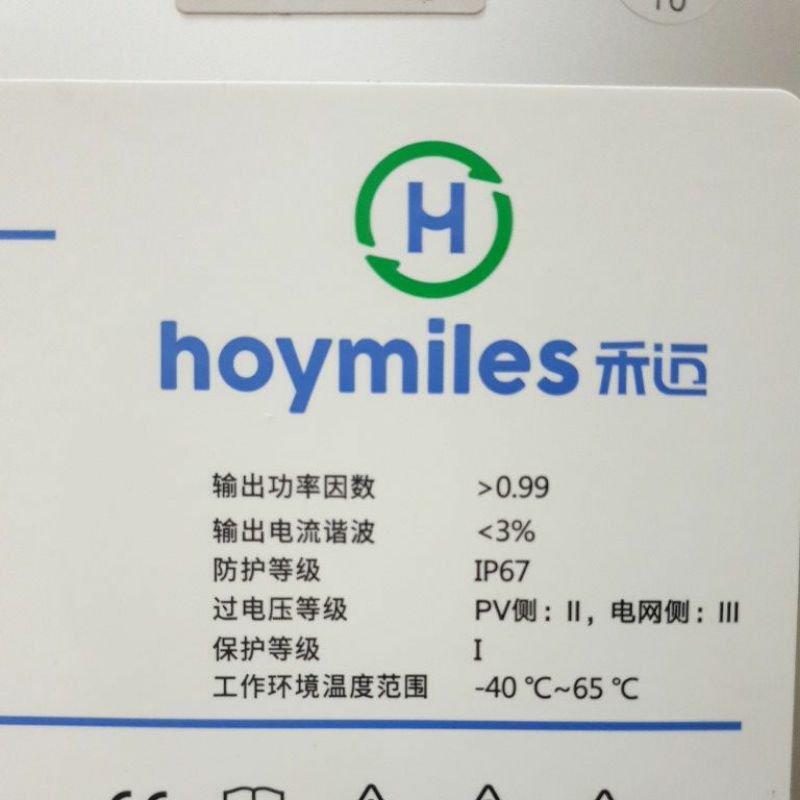 10
H
hoymiles 禾迈
输出功率因数 >0.99
输出电流谐波 <3%
防护等级 IP67
过电压等级 PV侧：II，电网侧：III
保护等级 I
工作环境温度范围 -40 ℃~65 ℃